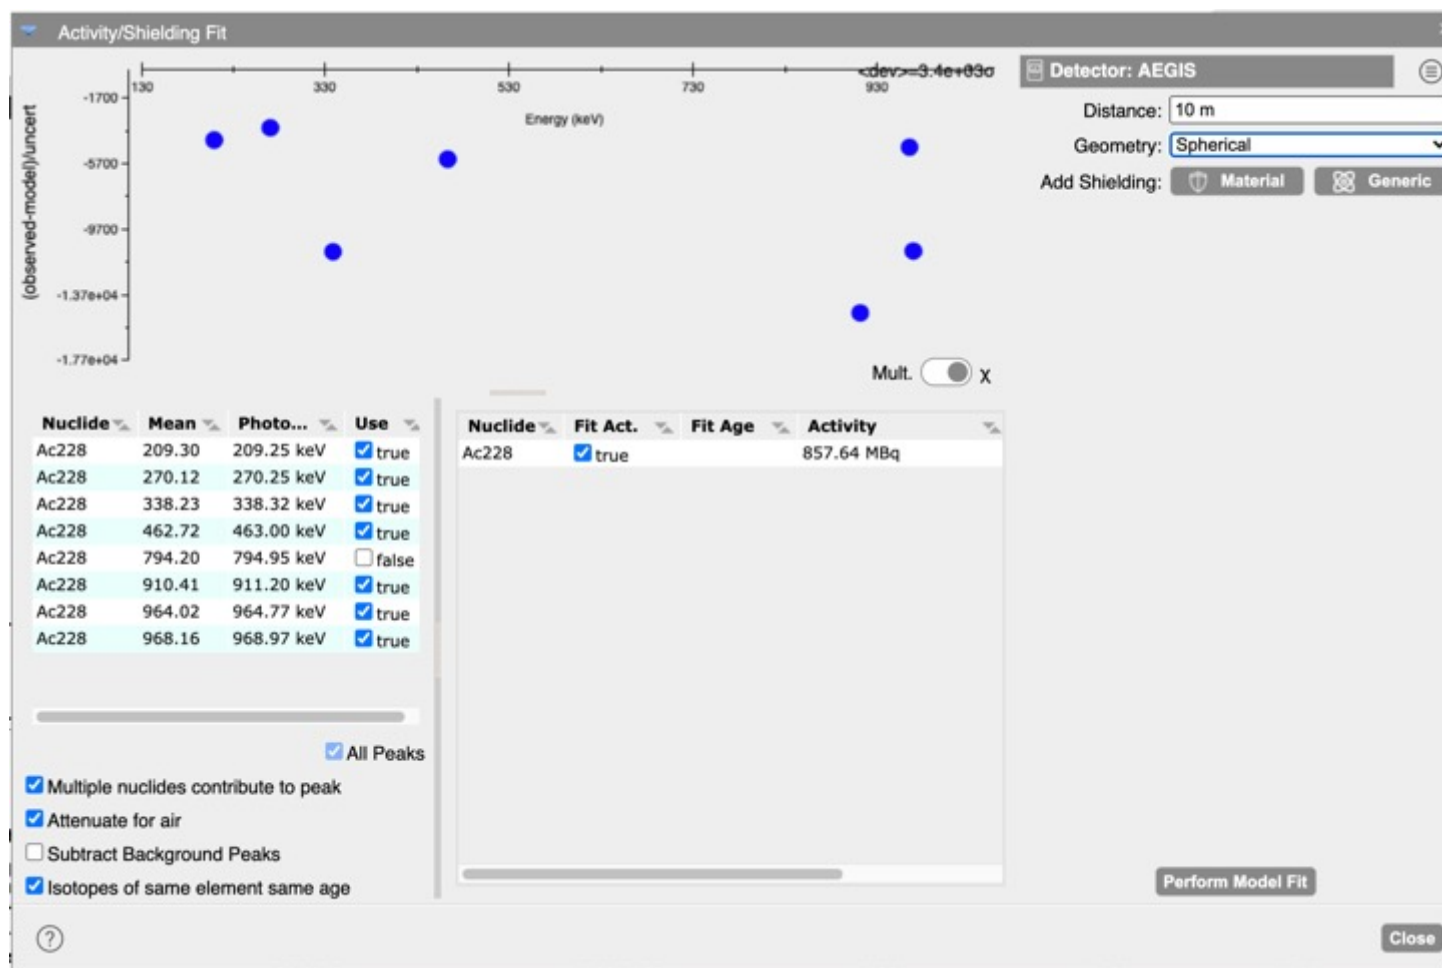 Activity/Shielding Fit
<dev>=3.4e+03σ
130 330 530 730 930
Energy (keV)
(observed-model)/uncert
-1700
-5700
-9700
-1.37e+04
-1.77e+04
Mult. χ
Detector: AEGIS
Distance: 10 m
Geometry: Spherical
Add Shielding: Material Generic
Nuclide Mean Photo... Use
Ac228 209.30 209.25 keV true
Ac228 270.12 270.25 keV true
Ac228 338.23 338.32 keV true
Ac228 462.72 463.00 keV true
Ac228 794.20 794.95 keV false
Ac228 910.41 911.20 keV true
Ac228 964.02 964.77 keV true
Ac228 968.16 968.97 keV true
All Peaks
Multiple nuclides contribute to peak
Attenuate for air
Subtract Background Peaks
Isotopes of same element same age
Nuclide Fit Act. Fit Age Activity
Ac228 true 857.64 MBq
Perform Model Fit
?
Close